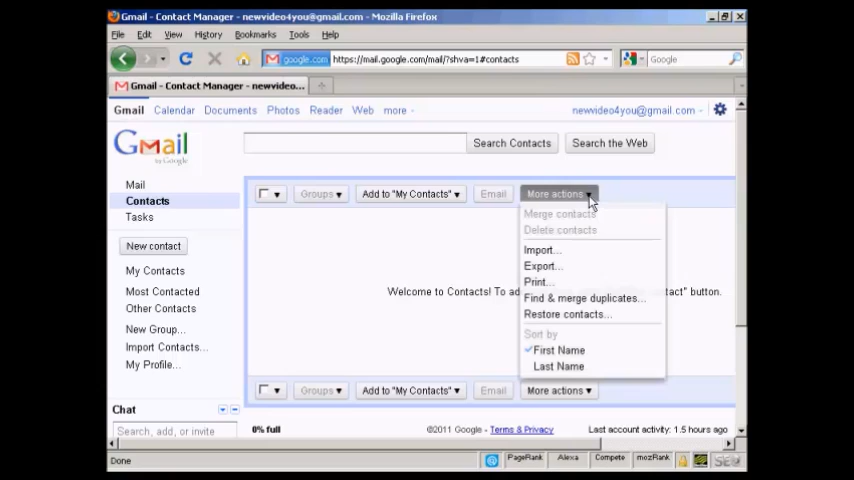 Gmail - Contact Manager - newvideo4you@gmail.com - Mozilla Firefox
File Edit View History Bookmarks Tools Help
google.com https://mail.google.com/mail/?shva=1#contacts Google
Gmail - Contact Manager - newvideo4you...
Gmail Calendar Documents Photos Reader Web more newvideo4you@gmail.com
Gmail
by Google
Search Contacts Search the Web
Mail
Contacts
Tasks
New contact
My Contacts
Most Contacted
Other Contacts
New Group...
Import Contacts...
My Profile...
Chat
Search, add, or invite
Groups Add to "My Contacts" Email More actions
Merge contacts
Delete contacts
Import...
Export...
Print...
Find & merge duplicates...
Restore contacts...
Sort by
First Name
Last Name
Welcome to Contacts! To ad button.
Groups Add to "My Contacts" Email More actions
0% full ©2011 Google - Terms & Privacy Last account activity: 1.5 hours ago
Done PageRank Alexa Compete mozRank SEO